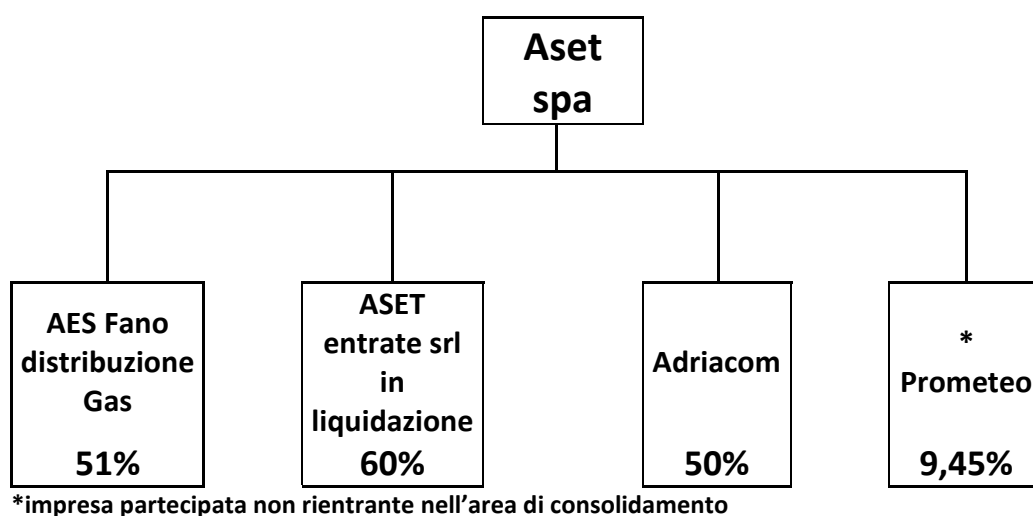 Aset
spa
AES Fano
distribuzione
Gas
51%
ASET
entrate srl
in
liquidazione
60%
Adriacom
50%
*
Prometeo
9,45%
*impresa partecipata non rientrante nell'area di consolidamento